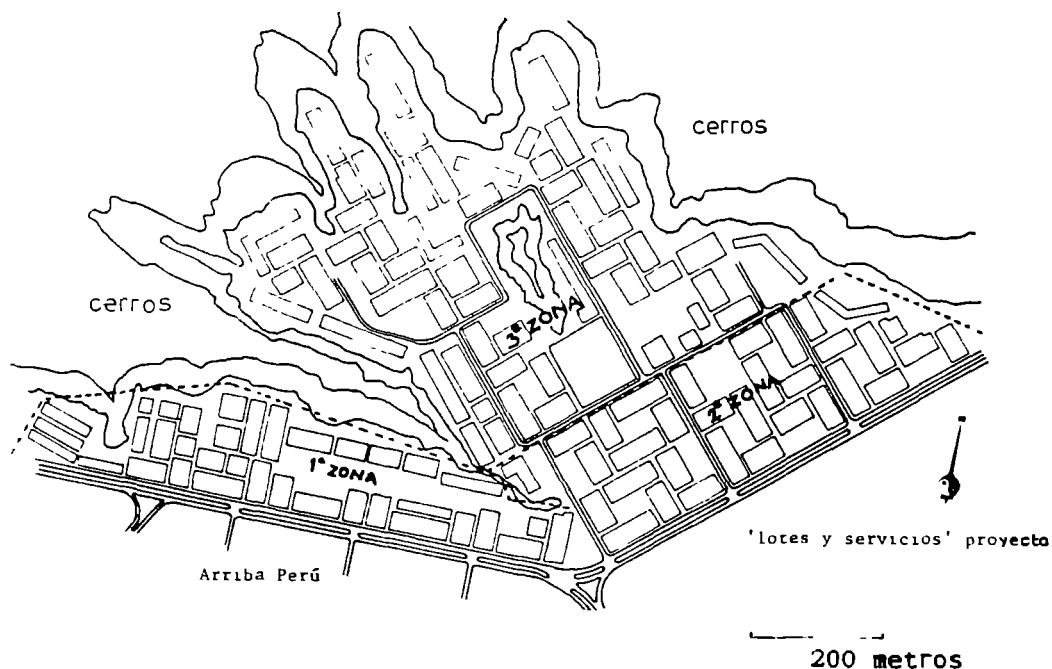 cerros
cerros
3ª ZONA
2ª ZONA
1ª ZONA
'lotes y servicios' proyecto
Arriba Perú
200 metros